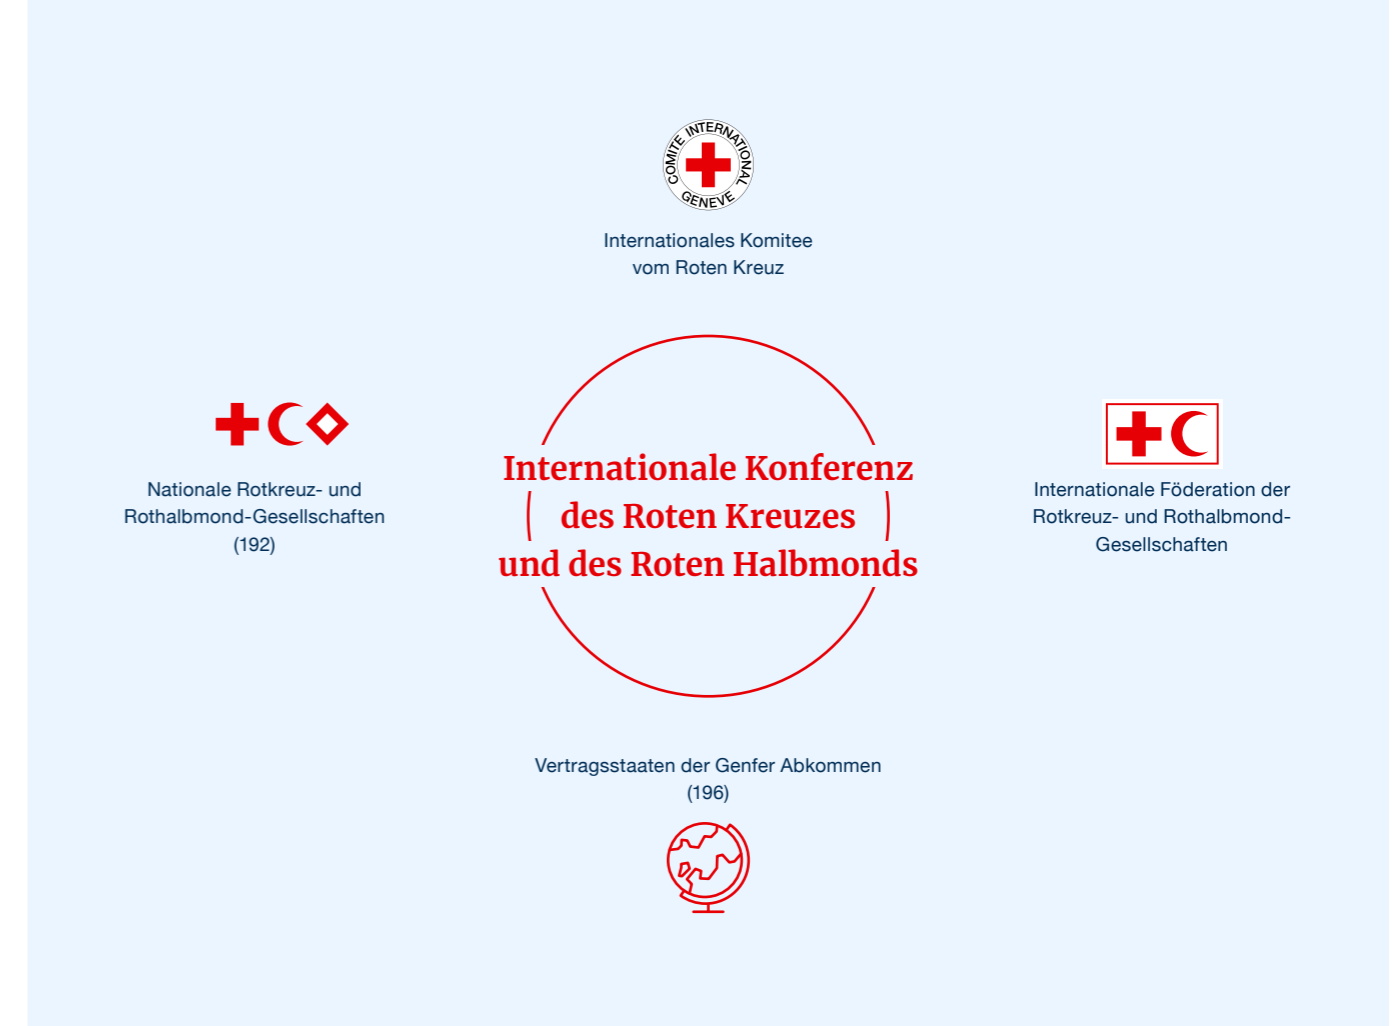 COMITE INTERNATIONAL
GENEVE
Internationales Komitee
vom Roten Kreuz
Nationale Rotkreuz- und
Rothalbmond-Gesellschaften
(192)
Internationale Konferenz
des Roten Kreuzes
und des Roten Halbmonds
Internationale Föderation der
Rotkreuz- und Rothalbmond-
Gesellschaften
Vertragsstaaten der Genfer Abkommen
(196)